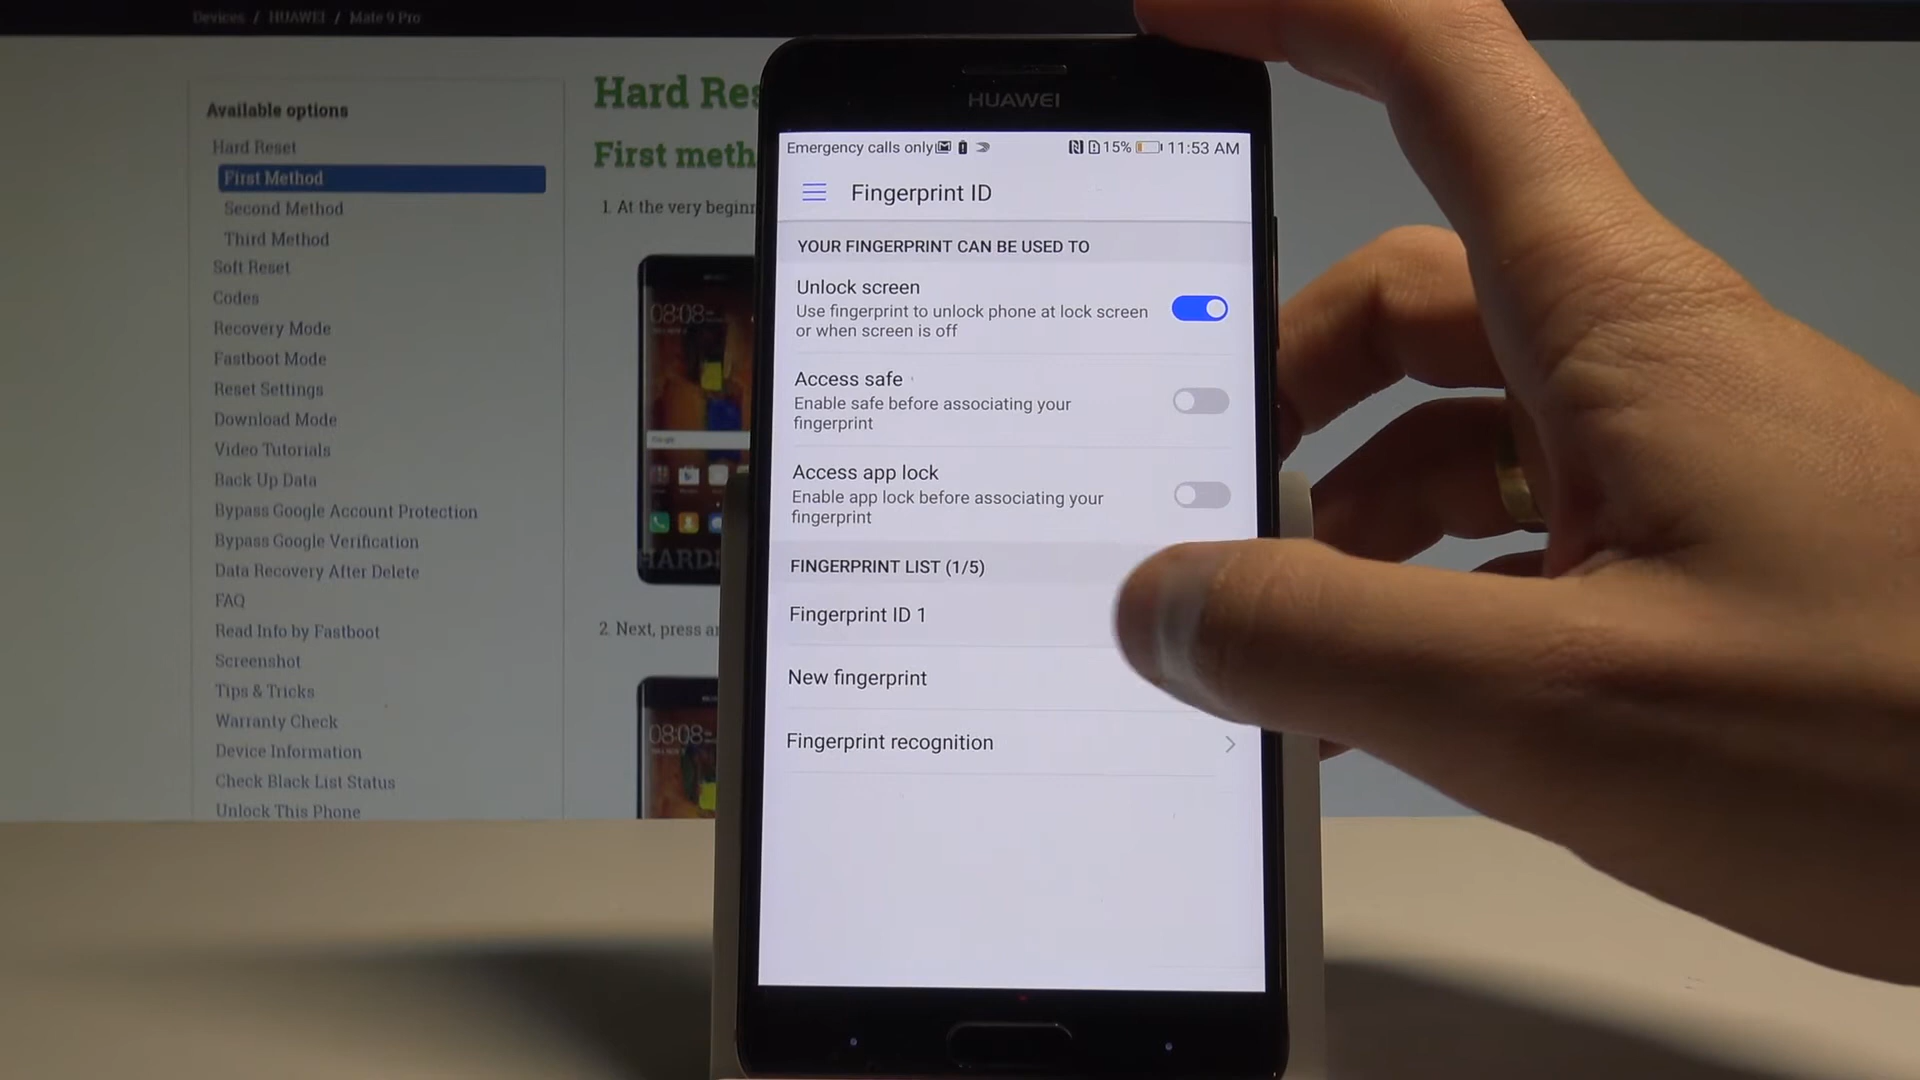 Devices / HUAWEI / Mate 9 Pro
Available options
Hard Reset
First Method
Second Method
Third Method
Soft Reset
Codes
Recovery Mode
Fastboot Mode
Reset Settings
Download Mode
Video Tutorials
Back Up Data
Bypass Google Account Protection
Bypass Google Verification
Data Recovery After Delete
FAQ
Read Info by Fastboot
Screenshot
Tips & Tricks
Warranty Check
Device Information
Check Black List Status
Unlock This Phone
Hard Res
First meth
1. At the very beginn
08:08
HARD
2. Next, press a
08:08
HUAWEI
Emergency calls only 15% 11:53 AM
Fingerprint ID
YOUR FINGERPRINT CAN BE USED TO
Unlock screen
Use fingerprint to unlock phone at lock screen
or when screen is off
Access safe
Enable safe before associating your
fingerprint
Access app lock
Enable app lock before associating your
fingerprint
FINGERPRINT LIST (1/5)
Fingerprint ID 1
New fingerprint
Fingerprint recognition